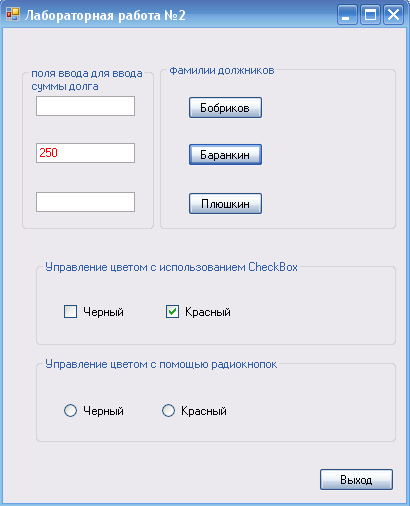 Лабораторная работа №2
поля ввода для ввода
суммы долга
фамилии должников
Бобриков
250
Баранкин
Плюшкин
Управление цветом с использованием CheckBox
Черный
Красный
Управление цветом с помощью радиокнопок
Черный
Красный
Выход